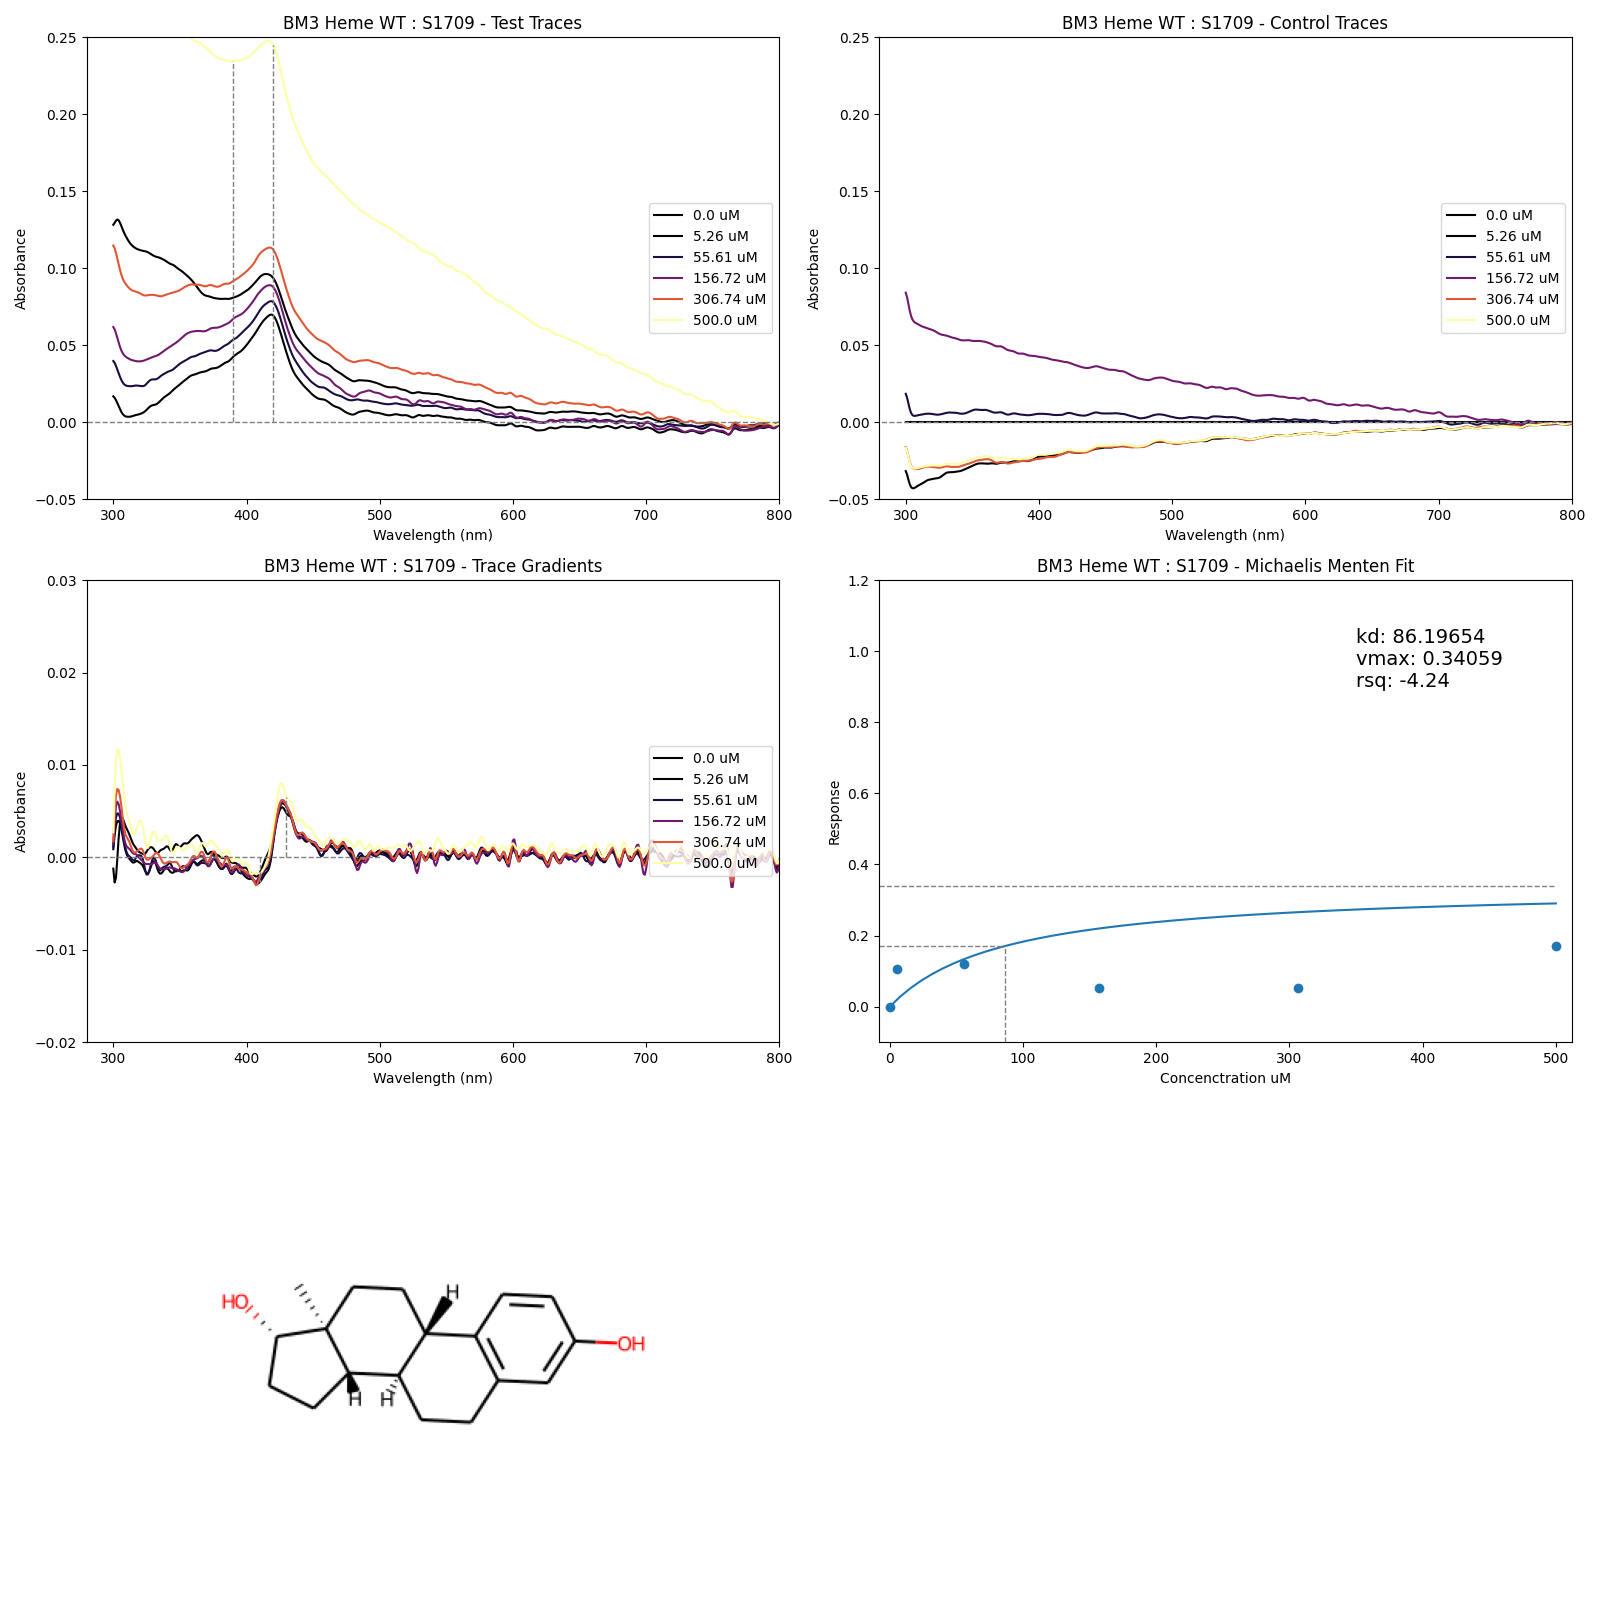 BM3 Heme WT : S1709 - Test Traces
0.25
0.20
0.15
0.10
0.05
0.00
−0.05
Absorbance
300 400 500 600 700 800
Wavelength (nm)
0.0 uM
5.26 uM
55.61 uM
156.72 uM
306.74 uM
500.0 uM
BM3 Heme WT : S1709 - Control Traces
0.25
0.20
0.15
0.10
0.05
0.00
−0.05
Absorbance
300 400 500 600 700 800
Wavelength (nm)
0.0 uM
5.26 uM
55.61 uM
156.72 uM
306.74 uM
500.0 uM
BM3 Heme WT : S1709 - Trace Gradients
0.03
0.02
0.01
0.00
−0.01
−0.02
Absorbance
300 400 500 600 700 800
Wavelength (nm)
0.0 uM
5.26 uM
55.61 uM
156.72 uM
306.74 uM
500.0 uM
BM3 Heme WT : S1709 - Michaelis Menten Fit
1.2
1.0
0.8
0.6
0.4
0.2
0.0
Response
kd: 86.19654
vmax: 0.34059
rsq: -4.24
0 100 200 300 400 500
Concenctration uM
HO
H
OH
H
H